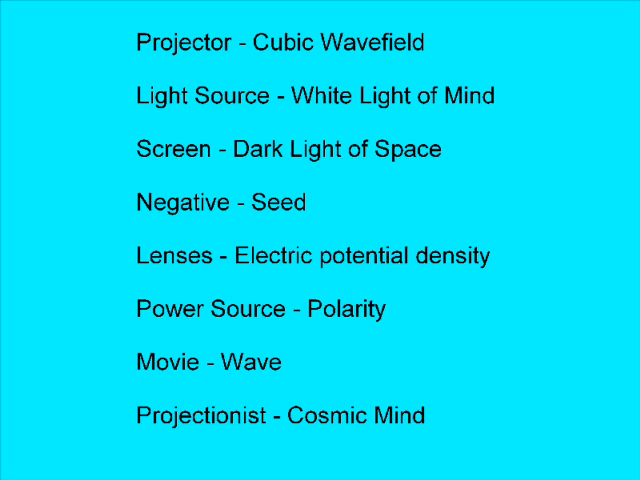 Projector - Cubic Wavefield
Light Source - White Light of Mind
Screen - Dark Light of Space
Negative - Seed
Lenses - Electric potential density
Power Source - Polarity
Movie - Wave
Projectionist - Cosmic Mind